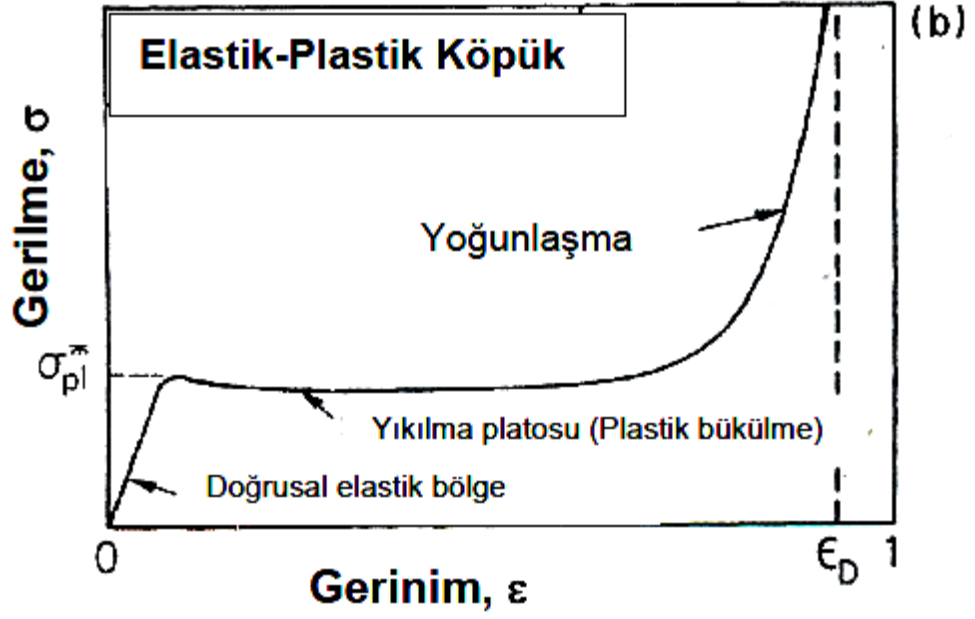 (b)
Elastik-Plastik Köpük
Gerilme, σ
Yoğunlaşma
σ*pl
Yıkılma platosu (Plastik bükülme)
Doğrusal elastik bölge
0
ϵD
1
Gerinim, ε